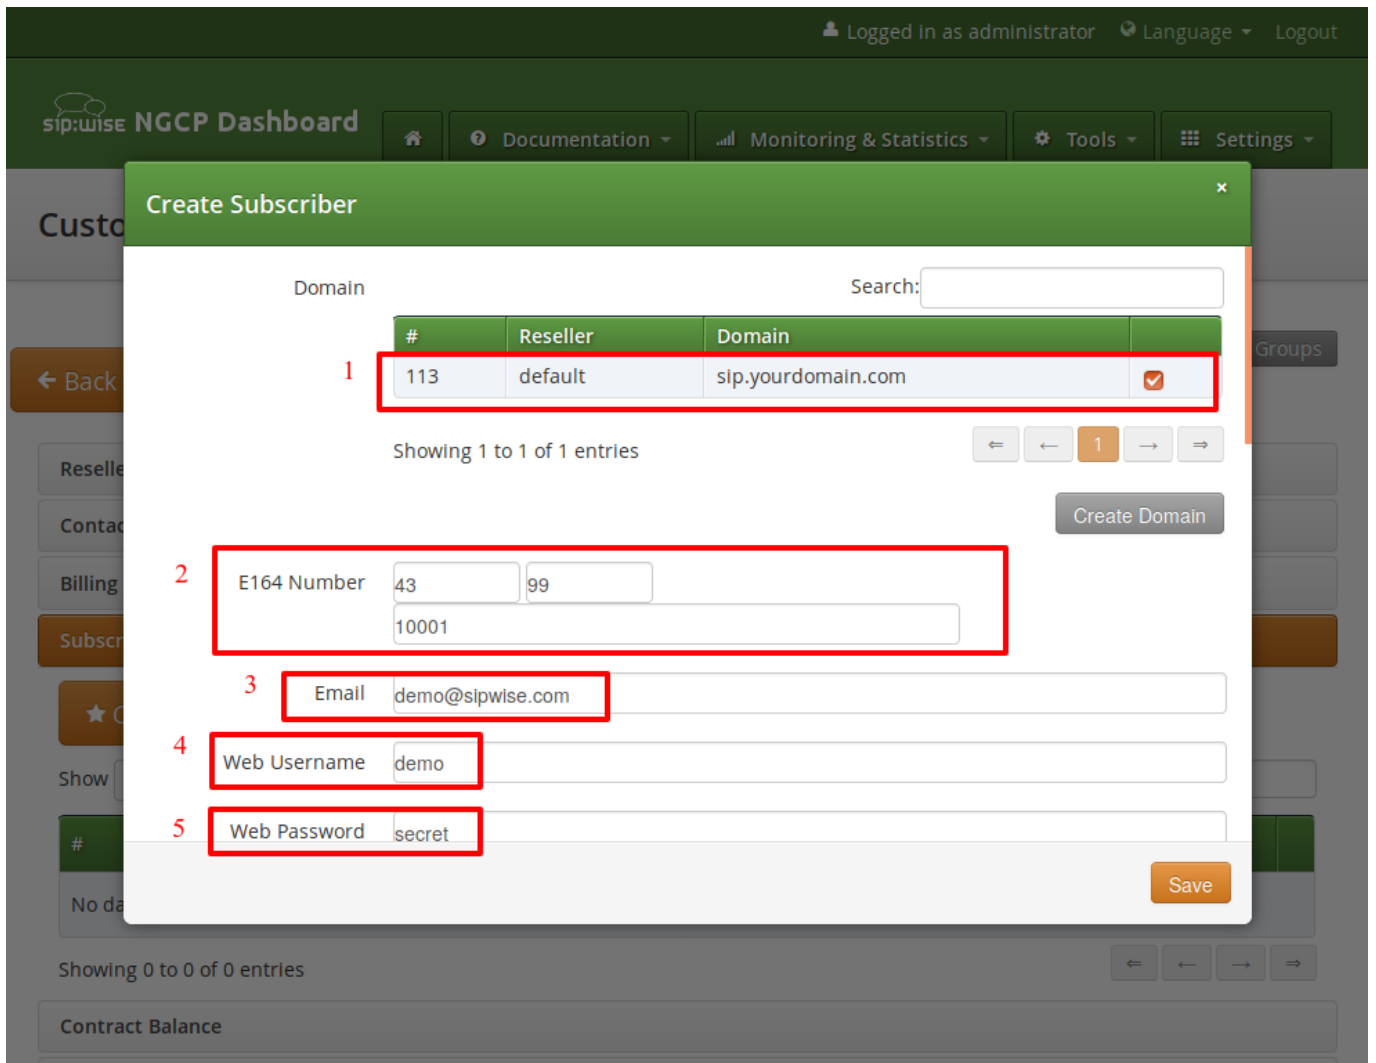 Logged in as administrator Language Logout
sip:wise NGCP Dashboard Documentation Monitoring & Statistics Tools Settings
Create Subscriber ×
Custo
Domain Search:
# Reseller Domain
1 113 default sip.yourdomain.com
Groups
Back
Showing 1 to 1 of 1 entries ⇐ ← 1 → ⇒
Reselle
Create Domain
Contac
2 E164 Number 43 99
Billing
10001
Subscr
3 Email demo@sipwise.com
4 Web Username demo
Show
5 Web Password secret
#
Save
No da
Showing 0 to 0 of 0 entries ⇐ ← → ⇒
Contract Balance